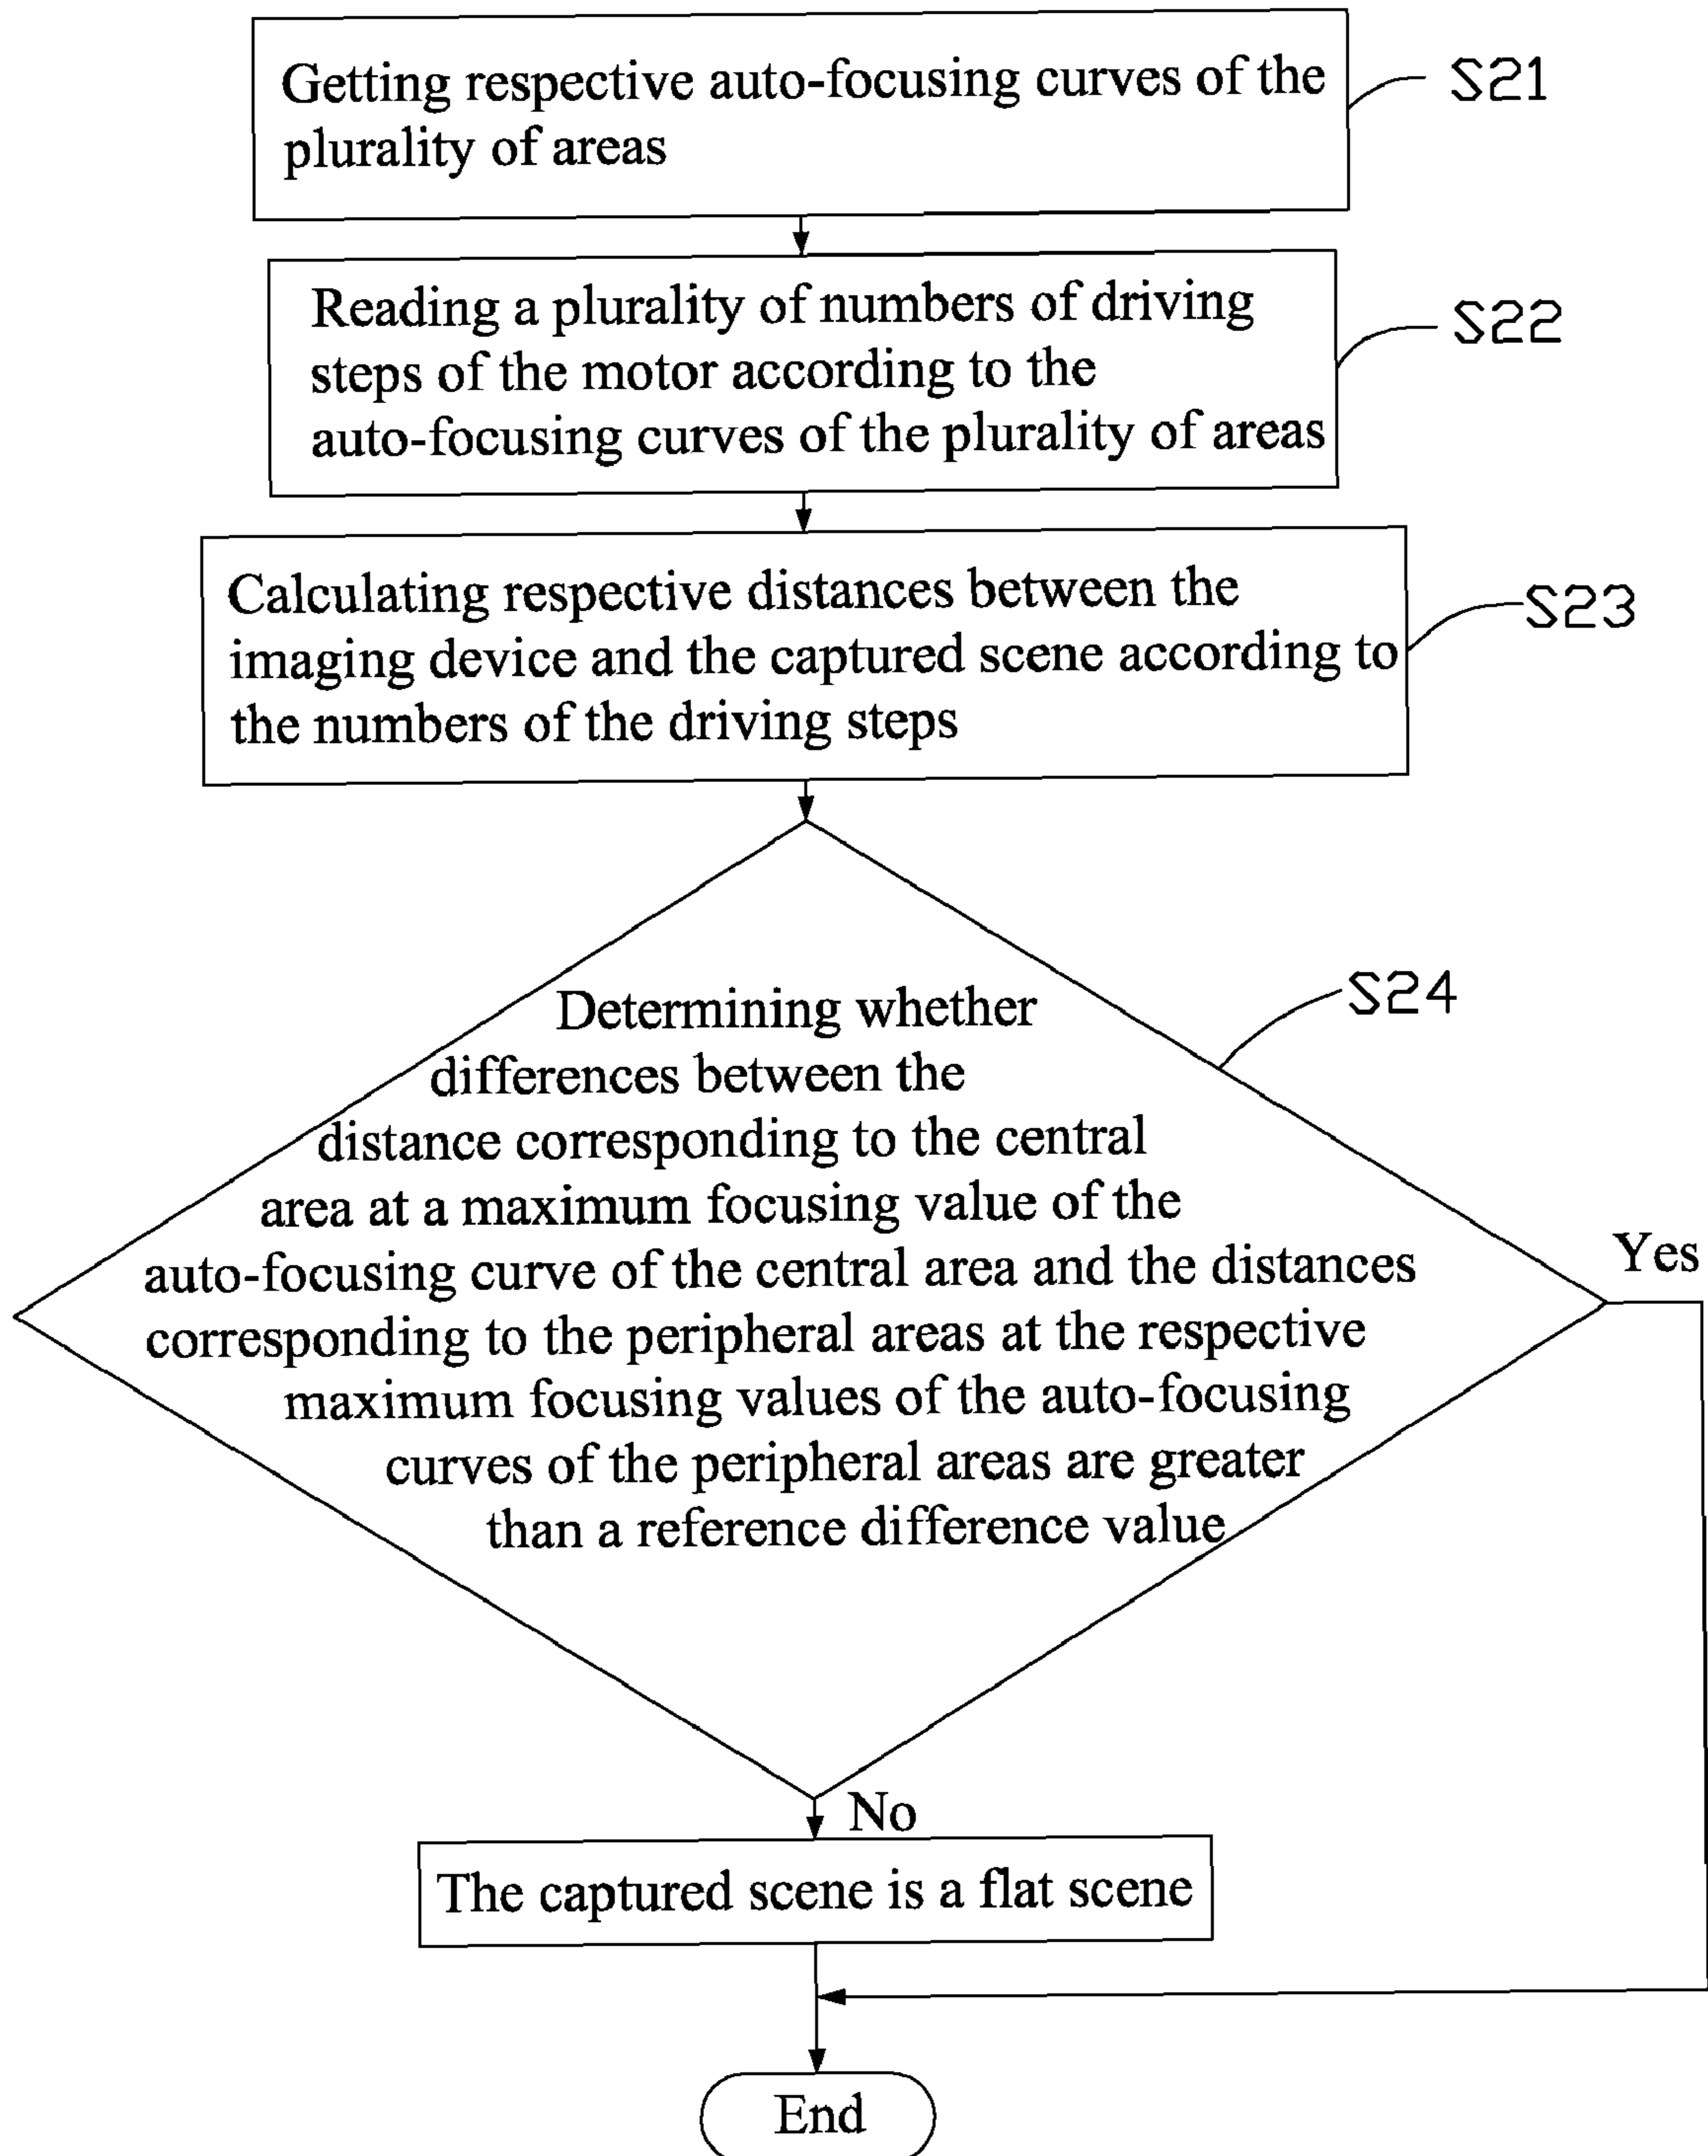 Getting respective auto-focusing curves of the
plurality of areas
S21
Reading a plurality of numbers of driving
steps of the motor according to the
auto-focusing curves of the plurality of areas
S22
Calculating respective distances between the
imaging device and the captured scene according to
the numbers of the driving steps
S23
Determining whether
differences between the
distance corresponding to the central
area at a maximum focusing value of the
auto-focusing curve of the central area and the distances
corresponding to the peripheral areas at the respective
maximum focusing values of the auto-focusing
curves of the peripheral areas are greater
than a reference difference value
S24
Yes
No
The captured scene is a flat scene
End